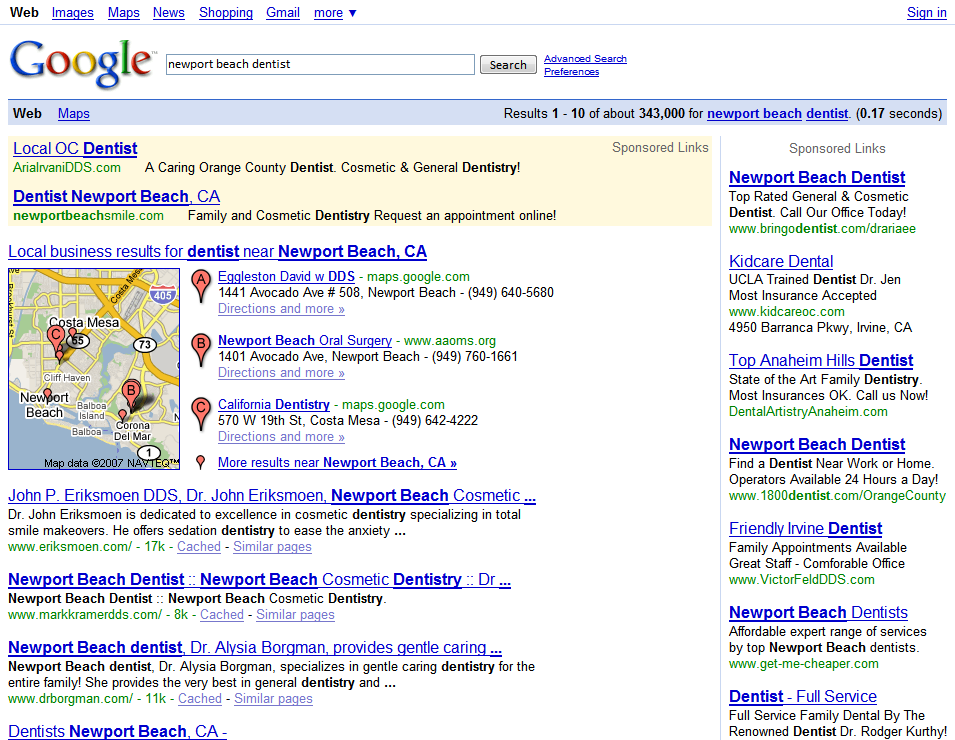 Web Images Maps News Shopping Gmail more ▼ Sign in
Google™
newport beach dentist Search Advanced Search
Preferences
Web Maps Results 1 - 10 of about 343,000 for newport beach dentist. (0.17 seconds)
Sponsored Links
Local OC Dentist
ArialrvaniDDS.com A Caring Orange County Dentist. Cosmetic & General Dentistry!
Dentist Newport Beach, CA
newportbeachsmile.com Family and Cosmetic Dentistry Request an appointment online!
Local business results for dentist near Newport Beach, CA
Costa Mesa
405
Costa Mesa
55
73
C
Cliff Haven
Newport
Beach
B
Balboa
Island
Balboa
Corona
Del Mar
1
Map data ©2007 NAVTEQ™
A Eggleston David w DDS - maps.google.com
1441 Avocado Ave # 508, Newport Beach - (949) 640-5680
Directions and more »
B Newport Beach Oral Surgery - www.aaoms.org
1401 Avocado Ave, Newport Beach - (949) 760-1661
Directions and more »
C California Dentistry - maps.google.com
570 W 19th St, Costa Mesa - (949) 642-4222
Directions and more »
More results near Newport Beach, CA »
John P. Eriksmoen DDS, Dr. John Eriksmoen, Newport Beach Cosmetic ...
Dr. John Eriksmoen is dedicated to excellence in cosmetic dentistry specializing in total
smile makeovers. He offers sedation dentistry to ease the anxiety ...
www.eriksmoen.com/ - 17k - Cached - Similar pages
Newport Beach Dentist :: Newport Beach Cosmetic Dentistry :: Dr ...
Newport Beach Dentist :: Newport Beach Cosmetic Dentistry.
www.markkramerdds.com/ - 8k - Cached - Similar pages
Newport Beach dentist, Dr. Alysia Borgman, provides gentle caring ...
Newport Beach dentist, Dr. Alysia Borgman, specializes in gentle caring dentistry for the
entire family! She provides the very best in general dentistry and ...
www.drborgman.com/ - 11k - Cached - Similar pages
Dentists Newport Beach, CA -
Sponsored Links
Newport Beach Dentist
Top Rated General & Cosmetic
Dentist. Call Our Office Today!
www.bringodentist.com/drariaee
Kidcare Dental
UCLA Trained Dentist Dr. Jen
Most Insurance Accepted
www.kidcareoc.com
4950 Barranca Pkwy, Irvine, CA
Top Anaheim Hills Dentist
State of the Art Family Dentistry.
Most Insurances OK. Call us Now!
DentalArtistryAnaheim.com
Newport Beach Dentist
Find a Dentist Near Work or Home.
Operators Available 24 Hours a Day!
www.1800dentist.com/OrangeCounty
Friendly Irvine Dentist
Family Appointments Available
Great Staff - Comforable Office
www.VictorFeldDDS.com
Newport Beach Dentists
Affordable expert range of services
by top Newport Beach dentists.
www.get-me-cheaper.com
Dentist - Full Service
Full Service Family Dental By The
Renowned Dentist Dr. Rodger Kurthy!